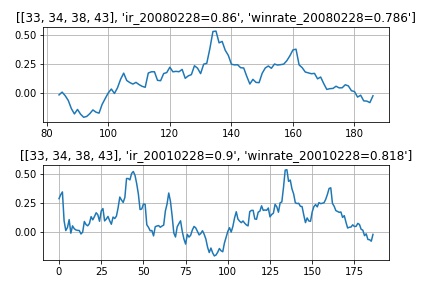 [[33, 34, 38, 43], 'ir_20080228=0.86', 'winrate_20080228=0.786']
0.50
0.25
0.00
80 100 120 140 160 180
[[33, 34, 38, 43], 'ir_20010228=0.9', 'winrate_20010228=0.818']
0.50
0.25
0.00
0 25 50 75 100 125 150 175